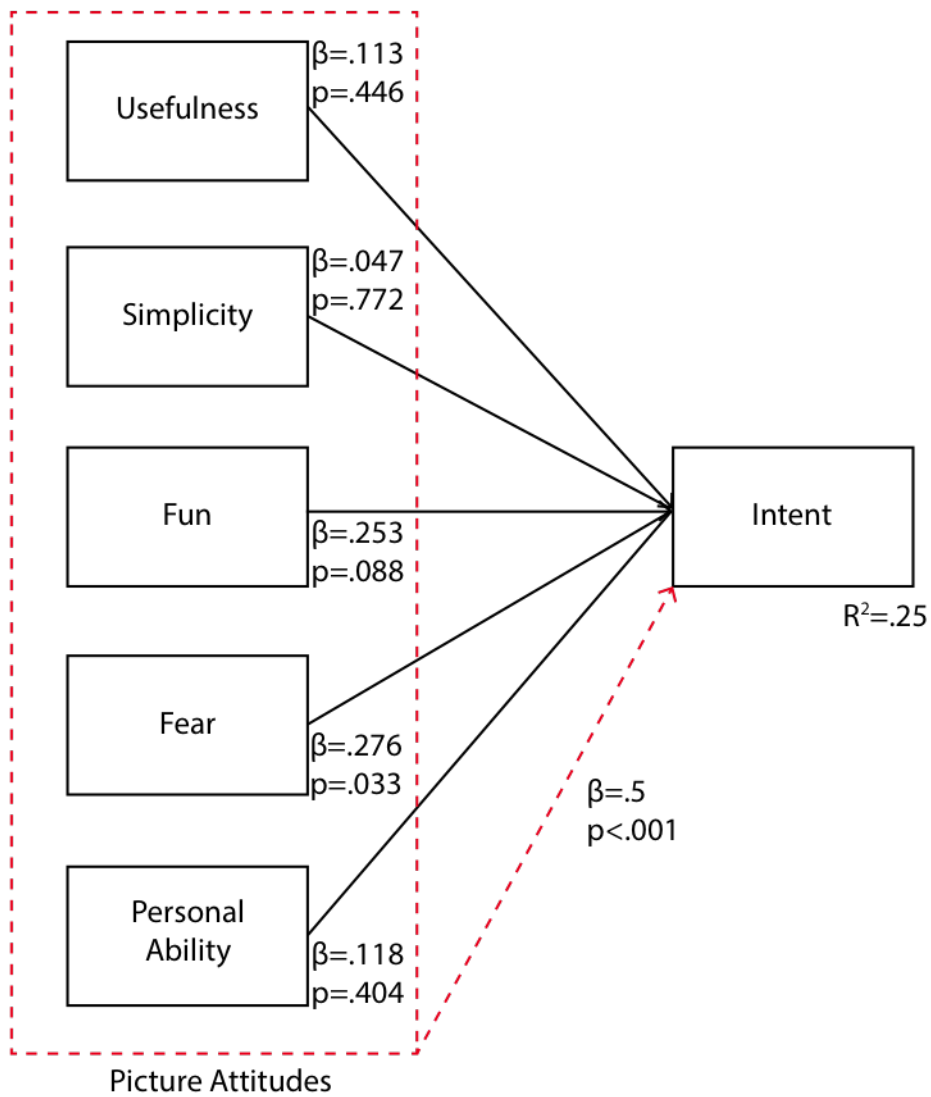 β=.113
p=.446
Usefulness
β=.047
p=.772
Simplicity
Fun
β=.253
p=.088
Intent
R²=.25
Fear
β=.276
p=.033
β=.5
p<.001
Personal
Ability
β=.118
p=.404
Picture Attitudes